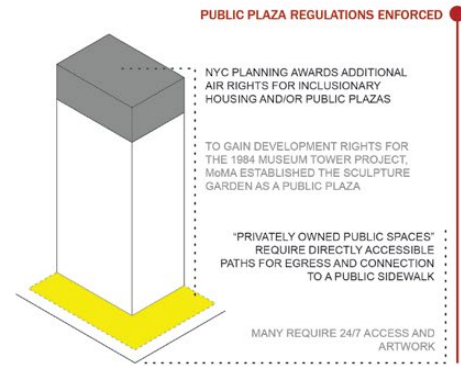 PUBLIC PLAZA REGULATIONS ENFORCED
NYC PLANNING AWARDS ADDITIONAL
AIR RIGHTS FOR INCLUSIONARY
HOUSING AND/OR PUBLIC PLAZAS
TO GAIN DEVELOPMENT RIGHTS FOR
THE 1984 MUSEUM TOWER PROJECT,
MoMA ESTABLISHED THE SCULPTURE
GARDEN AS A PUBLIC PLAZA
“PRIVATELY OWNED PUBLIC SPACES”
REQUIRE DIRECTLY ACCESSIBLE
PATHS FOR EGRESS AND CONNECTION
TO A PUBLIC SIDEWALK
MANY REQUIRE 24/7 ACCESS AND
ARTWORK